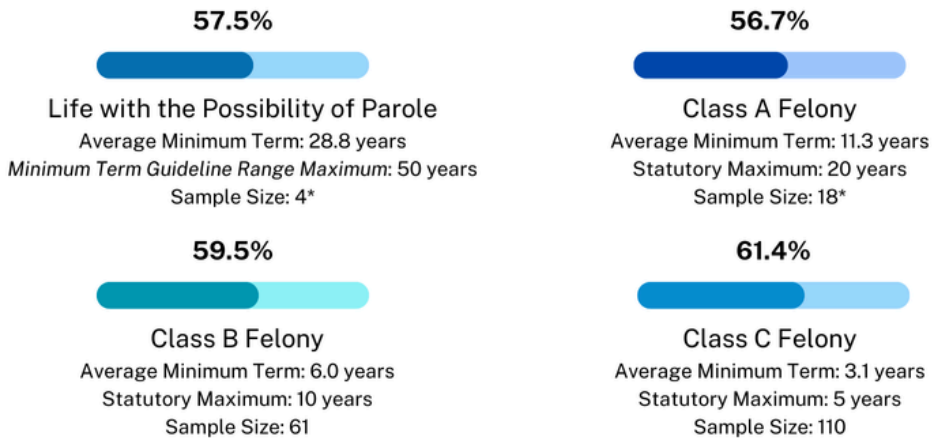 57.5%
Life with the Possibility of Parole
Average Minimum Term: 28.8 years
Minimum Term Guideline Range Maximum: 50 years
Sample Size: 4*
56.7%
Class A Felony
Average Minimum Term: 11.3 years
Statutory Maximum: 20 years
Sample Size: 18*
59.5%
Class B Felony
Average Minimum Term: 6.0 years
Statutory Maximum: 10 years
Sample Size: 61
61.4%
Class C Felony
Average Minimum Term: 3.1 years
Statutory Maximum: 5 years
Sample Size: 110